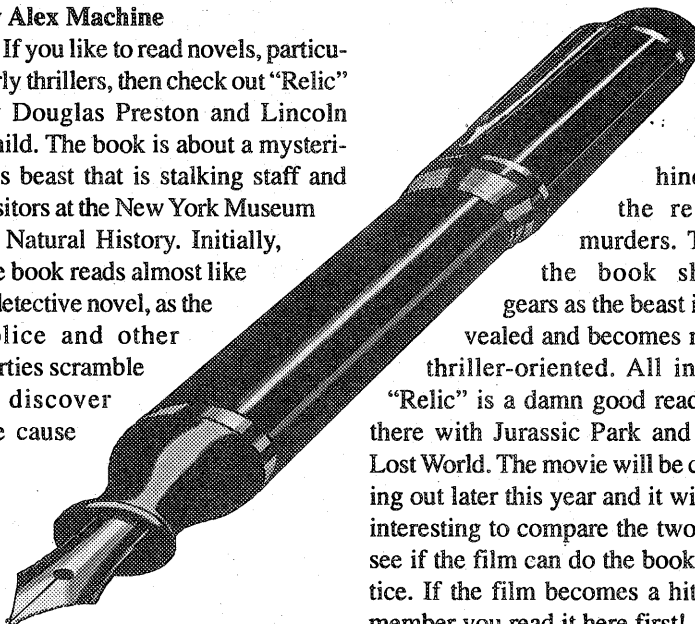 Alex Machine
If you like to read novels, particu-
rly thrillers, then check out “Relic”
Douglas Preston and Lincoln
hild. The book is about a mysteri-
s beast that is stalking staff and
sitors at the New York Museum
Natural History. Initially,
e book reads almost like
detective novel, as the
lice and other
rties scramble
discover
e cause
hin
the re
murders. T
the book sh
gears as the beast i
vealed and becomes
thriller-oriented. All in
“Relic” is a damn good read
there with Jurassic Park and
Lost World. The movie will be c
ing out later this year and it wi
interesting to compare the two
see if the film can do the book
tice. If the film becomes a hit
member you read it here first!